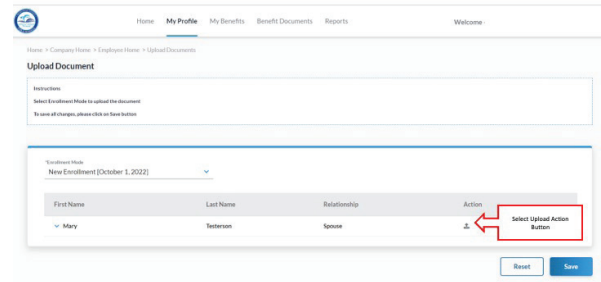 Home My Profile My Benefits Benefit Documents Reports Welcome
Home > Company Home > Employee Home > Upload Documents
Upload Document
Instructions
Select Enrollment Mode to upload the document
To save all changes, please click on Save button
*Enrollment Mode
New Enrollment [October 1, 2022]
First Name Last Name Relationship Action
Mary Testerson Spouse
Select Upload Action
Button
Reset Save